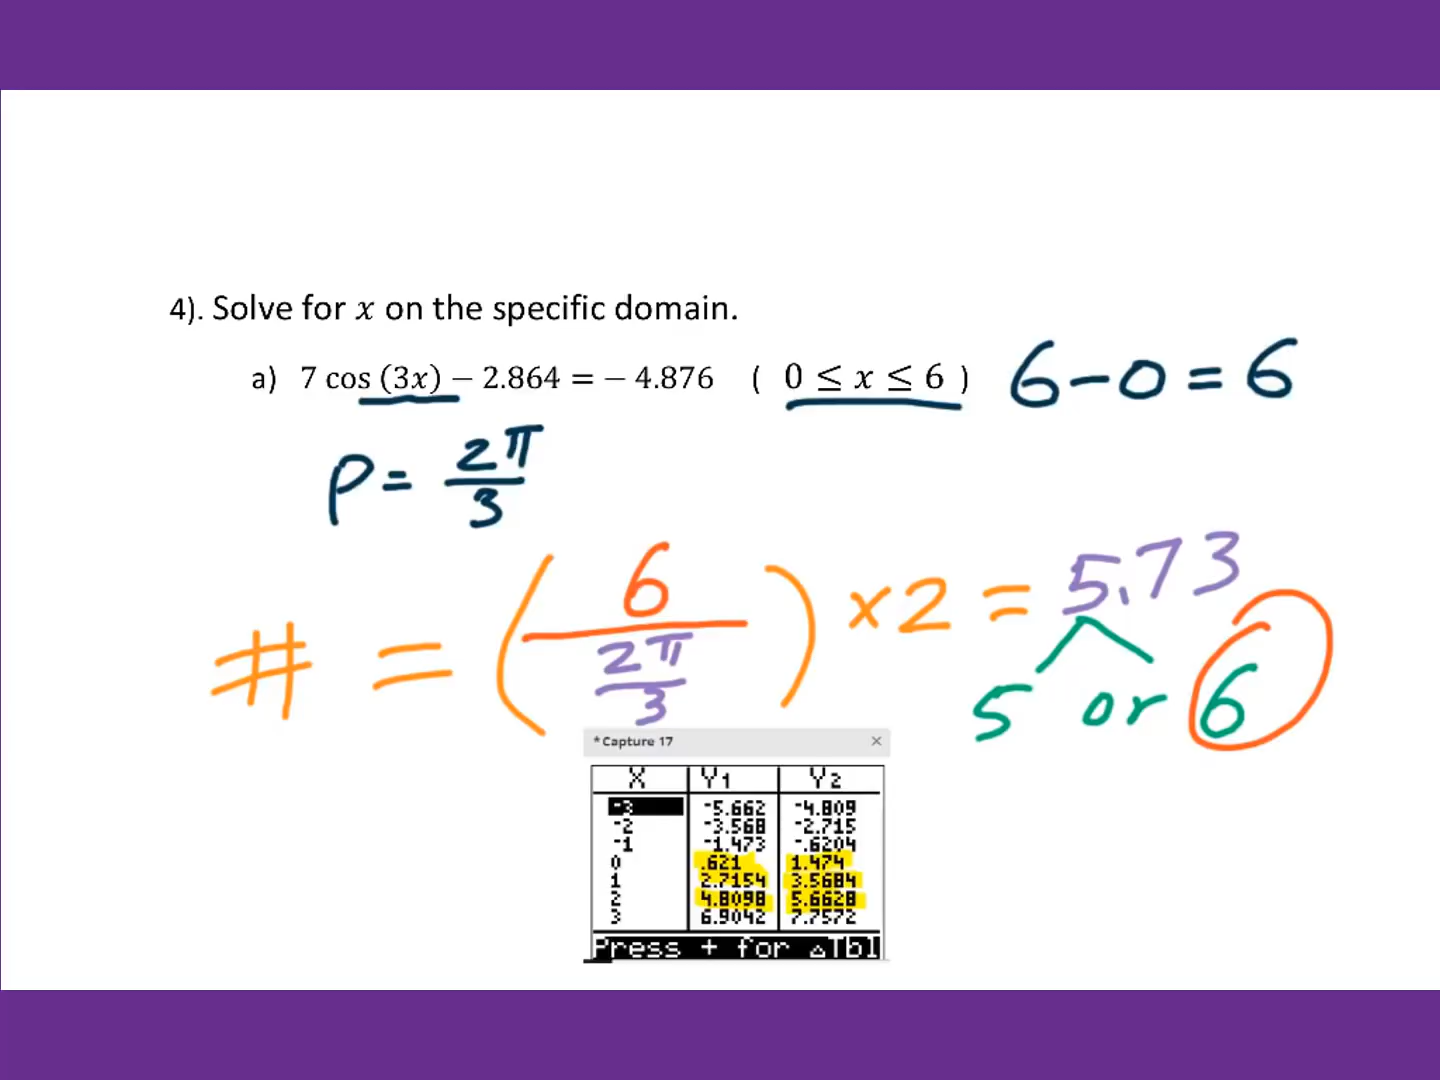 4). Solve for x on the specific domain.
a) 7 cos (3x) − 2.864 = − 4.876 ( 0 ≤ x ≤ 6 ) 6 − 0 = 6
P = 2π/3
# = (6 / (2π/3)) × 2 = 5.73
5 or 6
*Capture 17 ×
X Y1 Y2
-3 -5.662 -4.809
-2 -3.568 -2.715
-1 -1.473 -.6204
0 .621 1.474
1 2.7154 3.5684
2 4.8098 5.6628
3 6.9042 7.7572
Press + for △Tbl